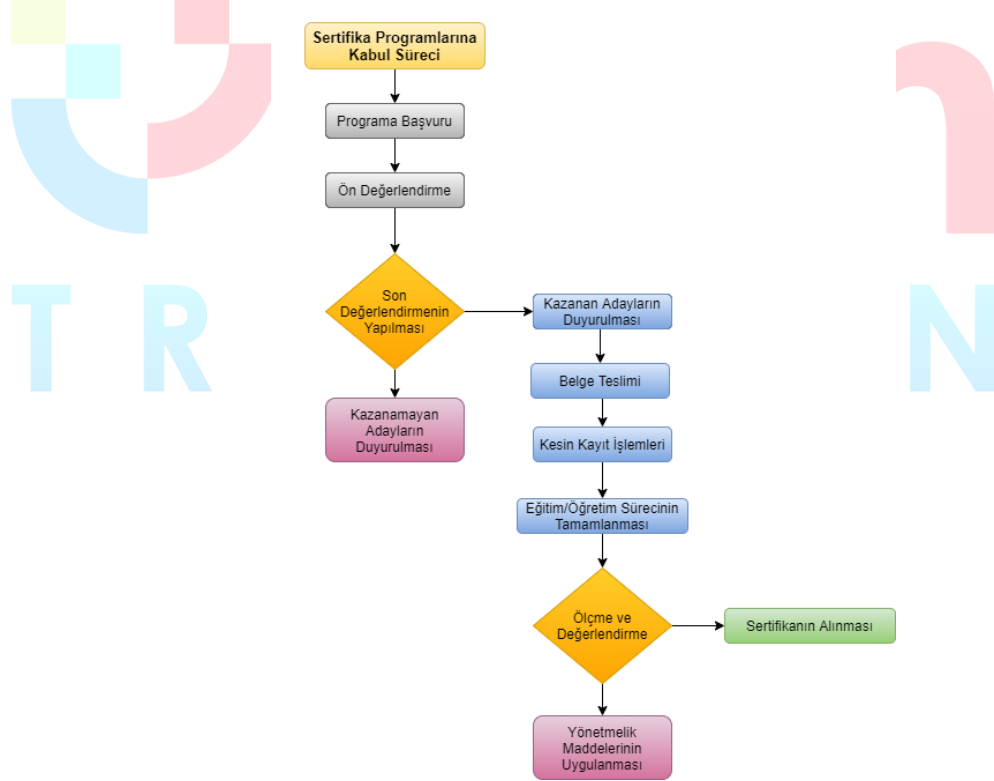 Sertifika Programlarına
Kabul Süreci
Programa Başvuru
Ön Değerlendirme
Son
Değerlendirmenin
Yapılması
Kazanan Adayların
Duyurulması
Belge Teslimi
Kazanamayan
Adayların
Duyurulması
Kesin Kayıt İşlemleri
Eğitim/Öğretim Sürecinin
Tamamlanması
Ölçme ve
Değerlendirme
Sertifikanın Alınması
Yönetmelik
Maddelerinin
Uygulanması
T R N